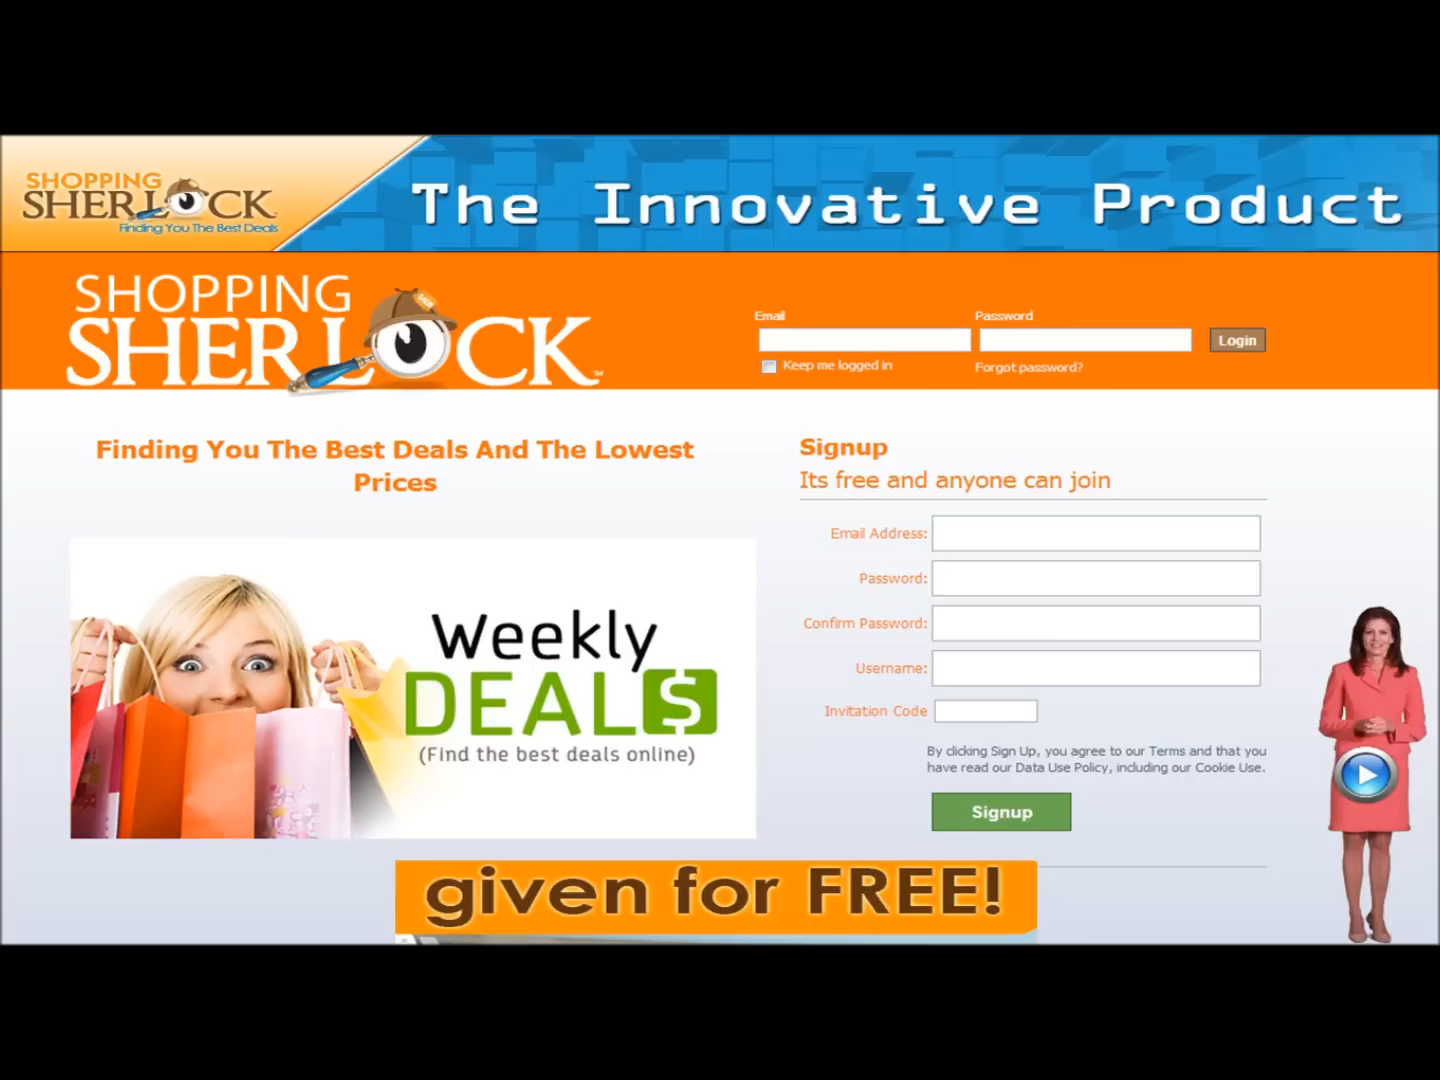 SHOPPING
SHERLOCK
Finding You The Best Deals
The Innovative Product
SHOPPING
SHERLOCK
SALE
™
Email
Password
Login
Keep me logged in
Forgot password?
Finding You The Best Deals And The Lowest
Prices
Weekly
DEAL$
(Find the best deals online)
Signup
Its free and anyone can join
Email Address:
Password:
Confirm Password:
Username:
Invitation Code
By clicking Sign Up, you agree to our Terms and that you
have read our Data Use Policy, including our Cookie Use.
Signup
given for FREE!